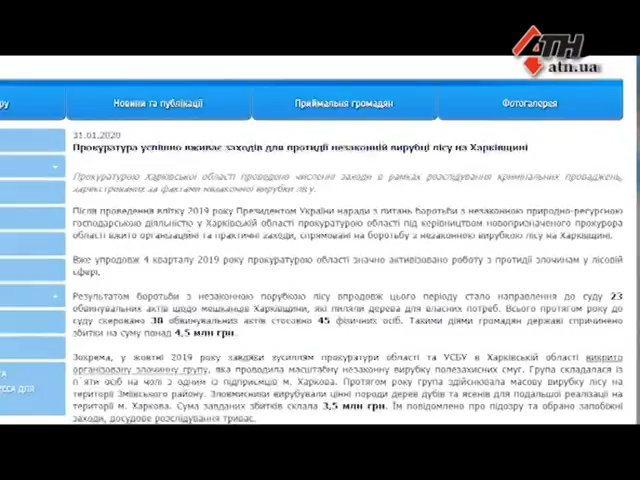 АТН
atn.ua
ру
Новини та публікації
Приймальня громадян
Фотогалерея
31.01.2020
Прокуратура успішно вживає заходів для протидії незаконній вирубці лісу на Харківщині
Прокуратурою Харківської області проведено численні заходи в рамках розслідування кримінальних проваджень,
зареєстрованих за фактами незаконної вирубки лісу.
Після проведення влітку 2019 року Президентом України наради з питань боротьби з незаконною природно-ресурсною
господарською діяльністю у Харківській області прокуратурою області під керівництвом новопризначеного прокурора
області вжито організаційні та практичні заходи, спрямовані на боротьбу з незаконною вирубкою лісу на Харківщині.
Вже упродовж 4 кварталу 2019 року прокуратурою області значно активізовано роботу з протидії злочинам у лісовій
сфері.
Результатом боротьби з незаконною порубкою лісу впродовж цього періоду стало направлення до суду 23
обвинувальних актів щодо мешканців Харківщини, які пиляли дерева для власних потреб. Всього протягом року до
суду скеровано 38 обвинувальних актів стосовно 45 фізичних осіб. Такими діями громадян державі спричинено
збитки на суму понад 4,5 млн грн.
Зокрема, у жовтні 2019 року завдяки зусиллям прокуратури області та УСБУ в Харківській області викрито
організовану злочинну групу, яка проводила масштабну незаконну вирубку полезахисних смуг. Група складалася із
п`яти осіб на чолі з одним із підприємців м. Харкова. Протягом року група здійснювала масову вирубку лісу на
території Зміївського району. Зловмисники вирубували цінні породи дерев дубів та ясенів для подальшої реалізації на
території м. Харкова. Сума завданих збитків склала 3,5 млн грн. Їм повідомлено про підозру та обрано запобіжні
заходи, досудове розслідування триває.
ЕССА ДЛЯ